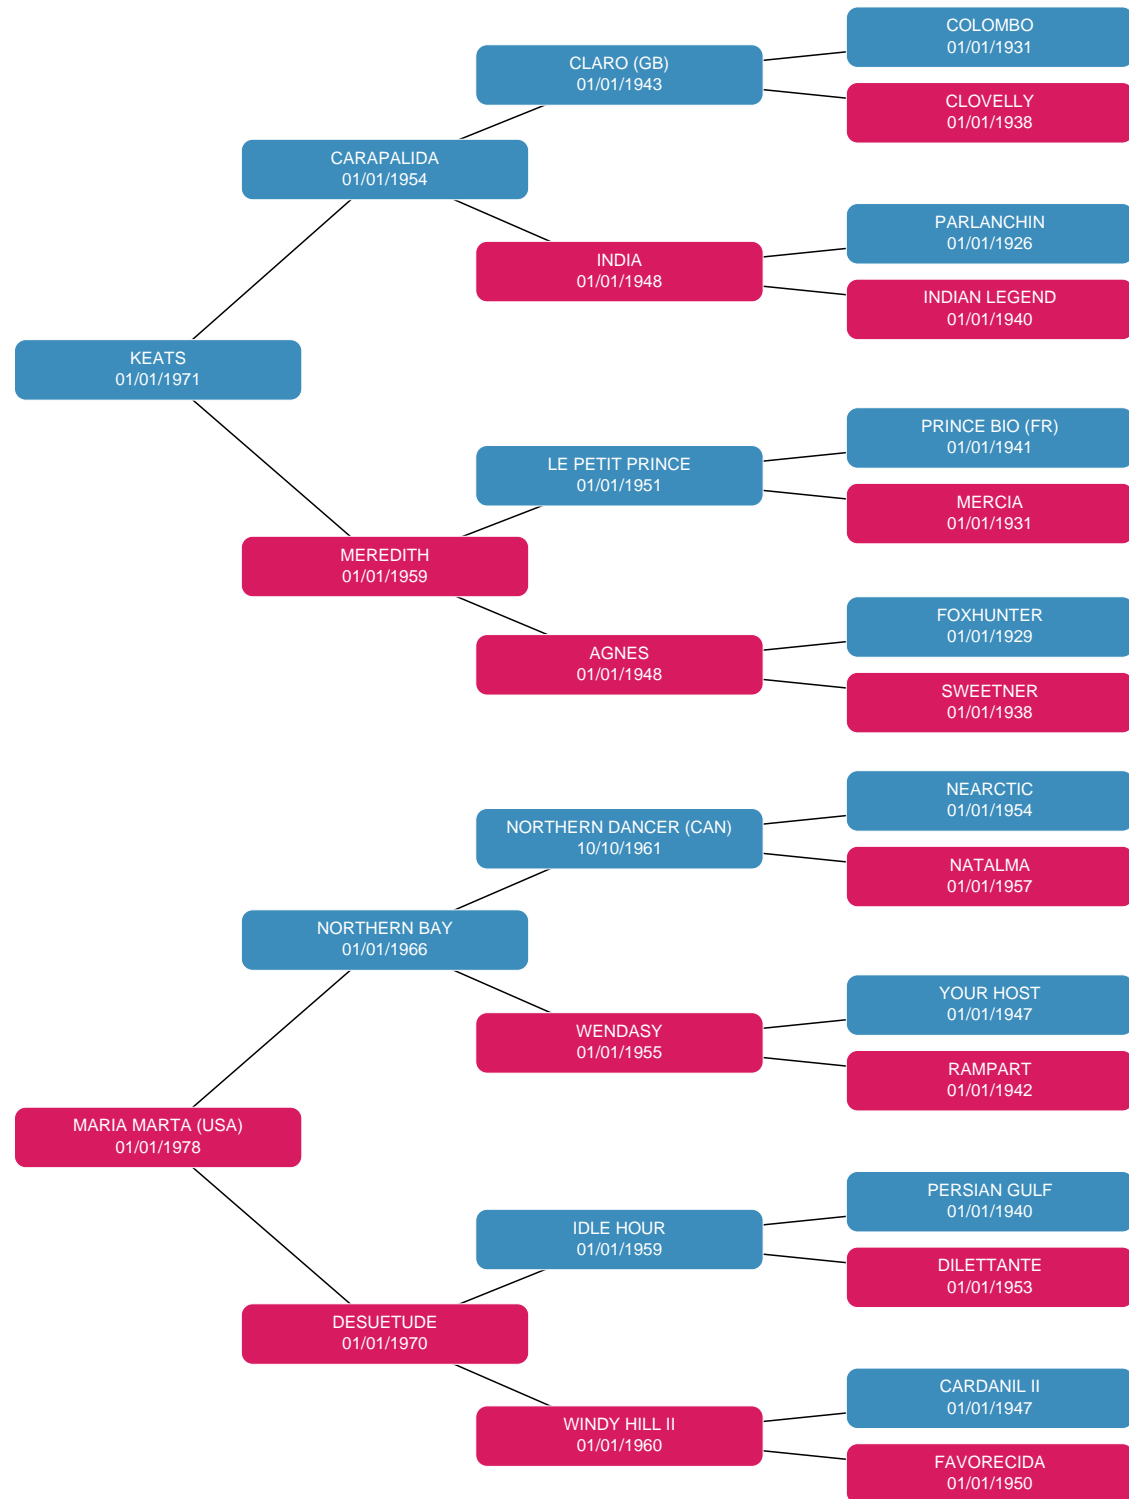 COLOMBO
01/01/1931
CLARO (GB)
01/01/1943
CLOVELLY
01/01/1938
CARAPALIDA
01/01/1954
PARLANCHIN
01/01/1926
INDIA
01/01/1948
INDIAN LEGEND
01/01/1940
KEATS
01/01/1971
PRINCE BIO (FR)
01/01/1941
LE PETIT PRINCE
01/01/1951
MERCIA
01/01/1931
MEREDITH
01/01/1959
FOXHUNTER
01/01/1929
AGNES
01/01/1948
SWEETNER
01/01/1938
NEARCTIC
01/01/1954
NORTHERN DANCER (CAN)
10/10/1961
NATALMA
01/01/1957
NORTHERN BAY
01/01/1966
YOUR HOST
01/01/1947
WENDASY
01/01/1955
RAMPART
01/01/1942
MARIA MARTA (USA)
01/01/1978
PERSIAN GULF
01/01/1940
IDLE HOUR
01/01/1959
DILETTANTE
01/01/1953
DESUETUDE
01/01/1970
CARDANIL II
01/01/1947
WINDY HILL II
01/01/1960
FAVORECIDA
01/01/1950